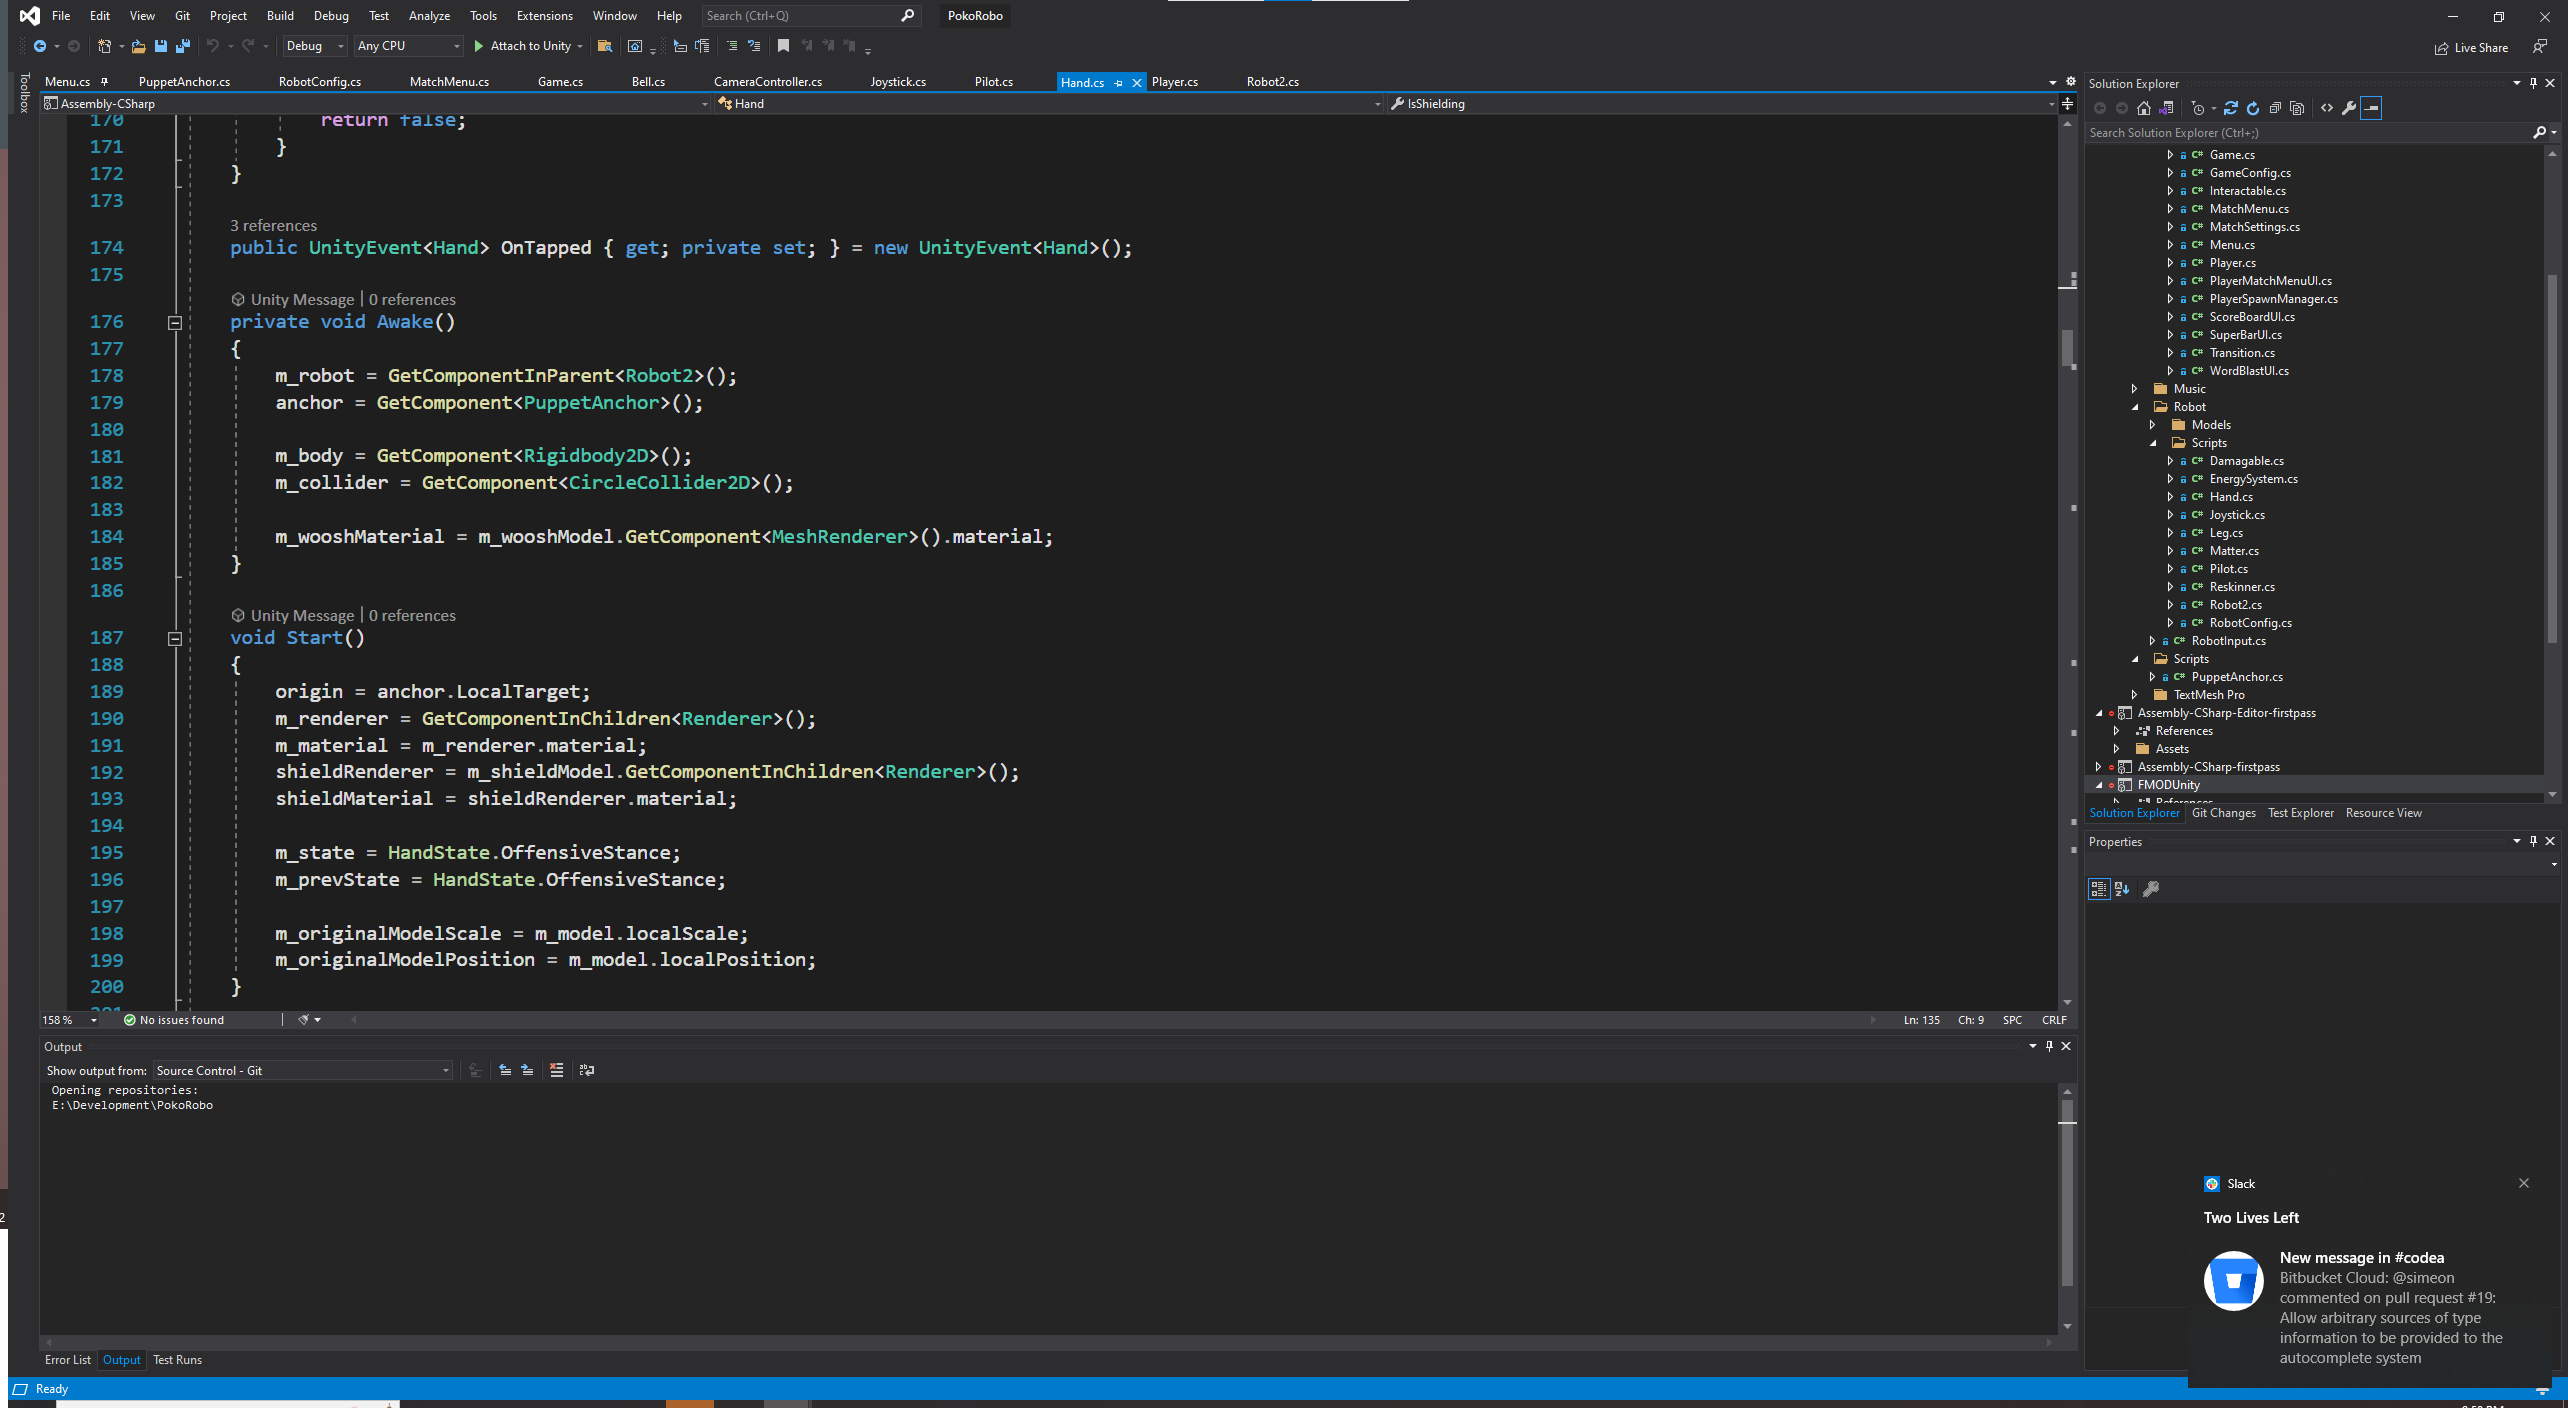 File Edit View Git Project Build Debug Test Analyze Tools Extensions Window Help Search (Ctrl+Q) PokoRobo
Debug Any CPU Attach to Unity Live Share
Toolbox
Menu.cs PuppetAnchor.cs RobotConfig.cs MatchMenu.cs Game.cs Bell.cs CameraController.cs Joystick.cs Pilot.cs Hand.cs Player.cs Robot2.cs
Assembly-CSharp Hand IsShielding
170 return false;
171 }
172 }
173
3 references
174 public UnityEvent<Hand> OnTapped { get; private set; } = new UnityEvent<Hand>();
175
Unity Message | 0 references
176 private void Awake()
177 {
178 m_robot = GetComponentInParent<Robot2>();
179 anchor = GetComponent<PuppetAnchor>();
180
181 m_body = GetComponent<Rigidbody2D>();
182 m_collider = GetComponent<CircleCollider2D>();
183
184 m_wooshMaterial = m_wooshModel.GetComponent<MeshRenderer>().material;
185 }
186
Unity Message | 0 references
187 void Start()
188 {
189 origin = anchor.LocalTarget;
190 m_renderer = GetComponentInChildren<Renderer>();
191 m_material = m_renderer.material;
192 shieldRenderer = m_shieldModel.GetComponentInChildren<Renderer>();
193 shieldMaterial = shieldRenderer.material;
194
195 m_state = HandState.OffensiveStance;
196 m_prevState = HandState.OffensiveStance;
197
198 m_originalModelScale = m_model.localScale;
199 m_originalModelPosition = m_model.localPosition;
200 }
158 % No issues found Ln: 135 Ch: 9 SPC CRLF
Output
Show output from: Source Control - Git
Opening repositories:
E:\Development\PokoRobo
Error List Output Test Runs
Ready
Solution Explorer
Search Solution Explorer (Ctrl+;)
C# Game.cs
C# GameConfig.cs
C# Interactable.cs
C# MatchMenu.cs
C# MatchSettings.cs
C# Menu.cs
C# Player.cs
C# PlayerMatchMenuUI.cs
C# PlayerSpawnManager.cs
C# ScoreBoardUI.cs
C# SuperBarUI.cs
C# Transition.cs
C# WordBlastUI.cs
Music
Robot
Models
Scripts
C# Damagable.cs
C# EnergySystem.cs
C# Hand.cs
C# Joystick.cs
C# Leg.cs
C# Matter.cs
C# Pilot.cs
C# Reskinner.cs
C# Robot2.cs
C# RobotConfig.cs
C# RobotInput.cs
Scripts
C# PuppetAnchor.cs
TextMesh Pro
Assembly-CSharp-Editor-firstpass
References
Assets
Assembly-CSharp-firstpass
FMODUnity
References
Solution Explorer Git Changes Test Explorer Resource View
Properties
Slack
Two Lives Left
New message in #codea
Bitbucket Cloud: @simeon
commented on pull request #19:
Allow arbitrary sources of type
information to be provided to the
autocomplete system